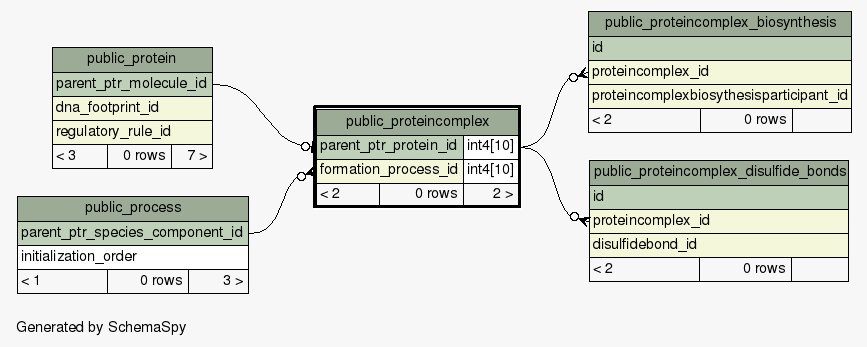 public_protein
parent_ptr_molecule_id
dna_footprint_id
regulatory_rule_id
< 3 0 rows 7 >
public_process
parent_ptr_species_component_id
initialization_order
< 1 0 rows 3 >
public_proteincomplex
parent_ptr_protein_id int4[10]
formation_process_id int4[10]
< 2 0 rows 2 >
public_proteincomplex_biosynthesis
id
proteincomplex_id
proteincomplexbiosythesisparticipant_id
< 2 0 rows
public_proteincomplex_disulfide_bonds
id
proteincomplex_id
disulfidebond_id
< 2 0 rows
Generated by SchemaSpy